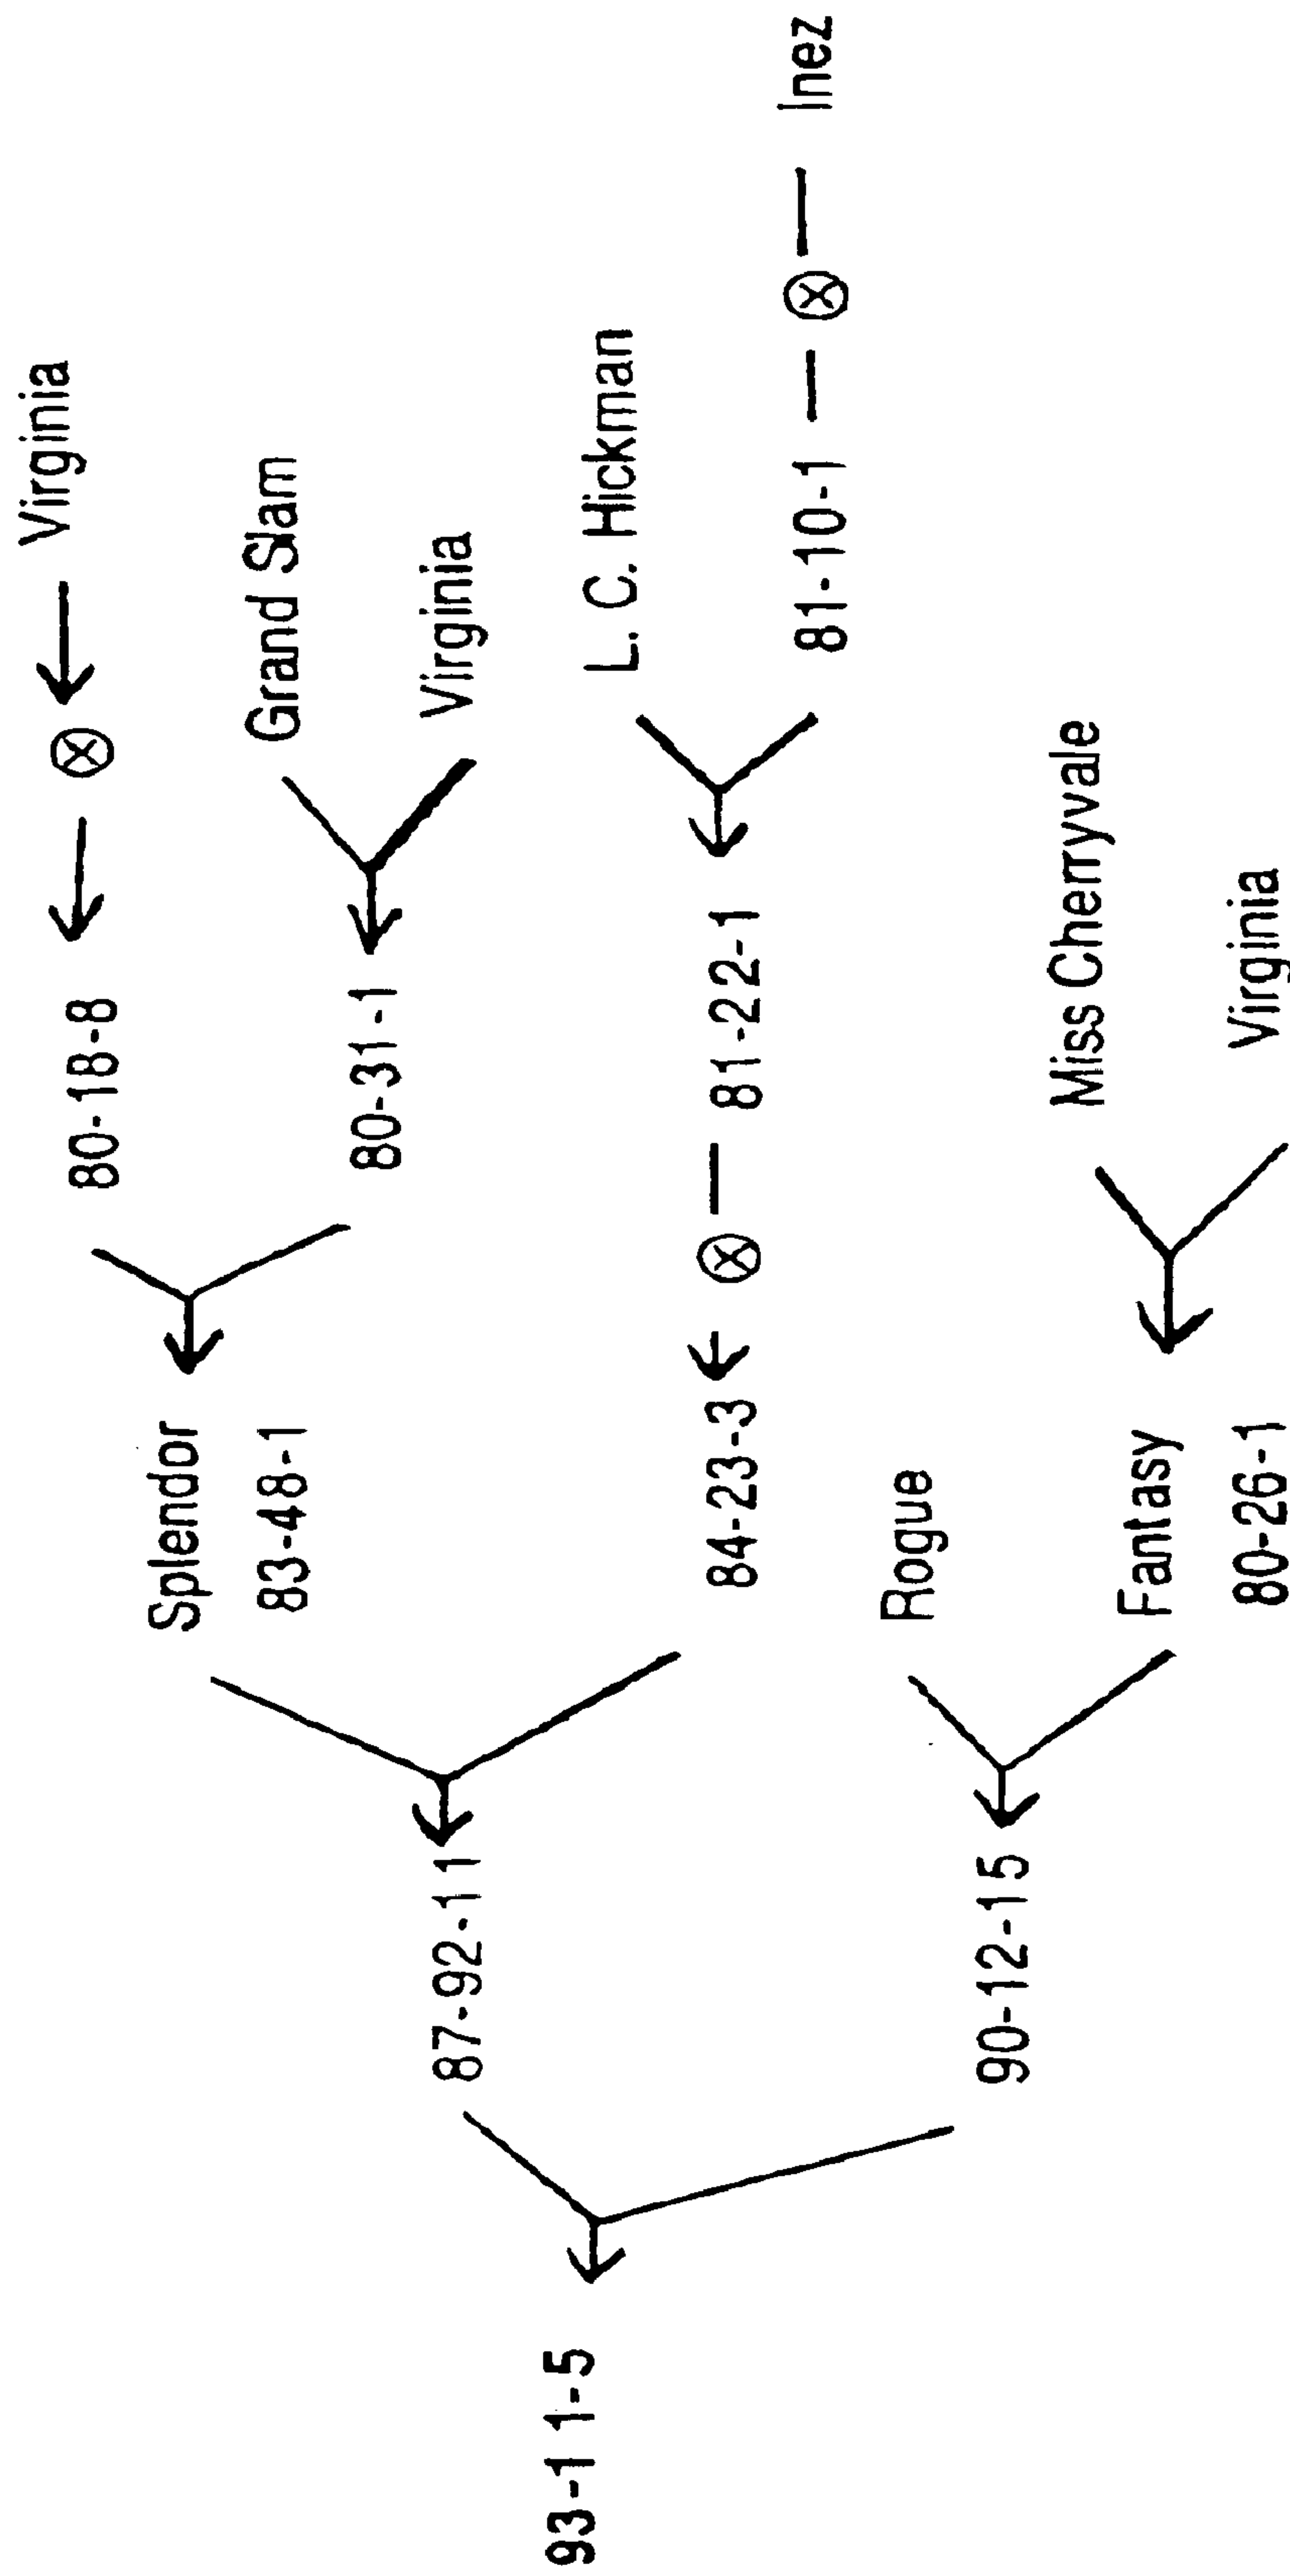 Virginia
80-18-8
Grand Slam
Splendor
83-48-1
80-31-1
Virginia
87-92-11
93-11-5
L. C. Hickman
84-23-3
81-22-1
81-10-1
Inez
Rogue
90-12-15
Miss Cherryvale
Fantasy
80-26-1
Virginia